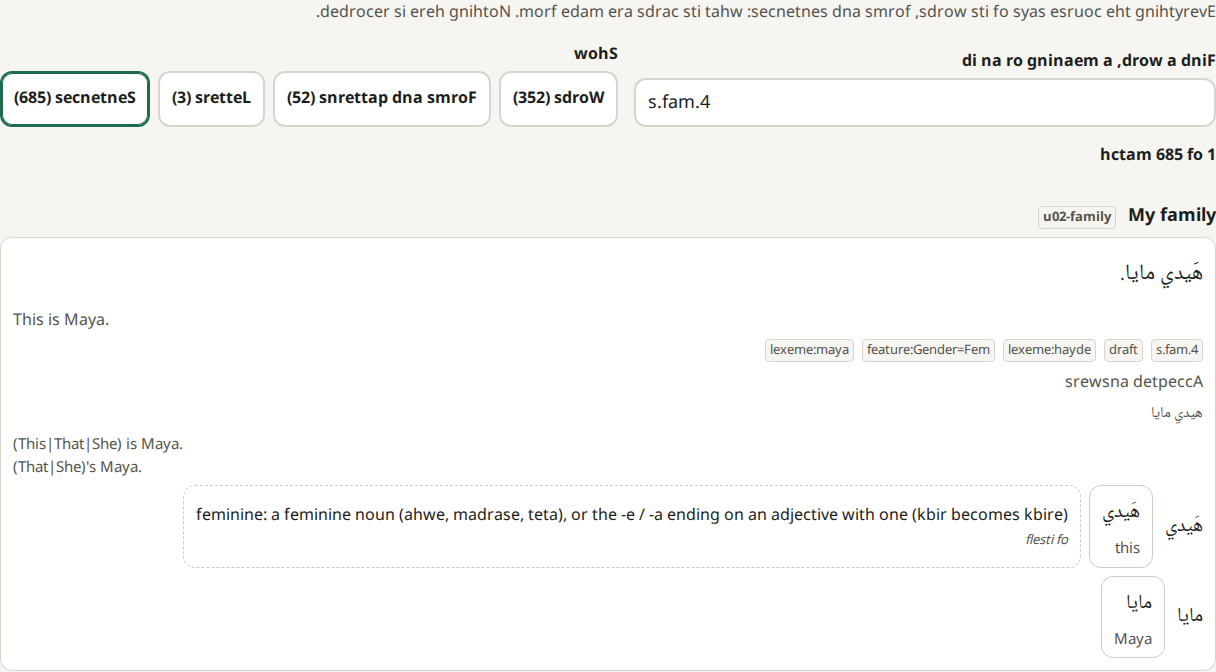 .dedrocer si ereh gnihtoN .mrof edam era sdrac sti tahw :secnetnes dna smrof ,sdrow sti fo syas ecruos eht gnihtyrevE
di na ro gninaem a ,drow a dniF
s.fam.4
wohS
(352) sdroW
(52) snrettap dna smroF
(3) sretteL
(685) secnetneS
hctam 685 fo 1
My family u02-family
هَيدي مايا.
This is Maya.
s.fam.4 draft lexeme:hayde feature:Gender=Fem lexeme:maya
srewsna detpeccA
هيدي مايا
(This|That|She) is Maya.
(That|She)'s Maya.
هَيدي
هَيدي
this
feminine: a feminine noun (ahwe, madrase, teta), or the -e / -a ending on an adjective with one (kbir becomes kbire)
flesti fo
مايا
مايا
Maya